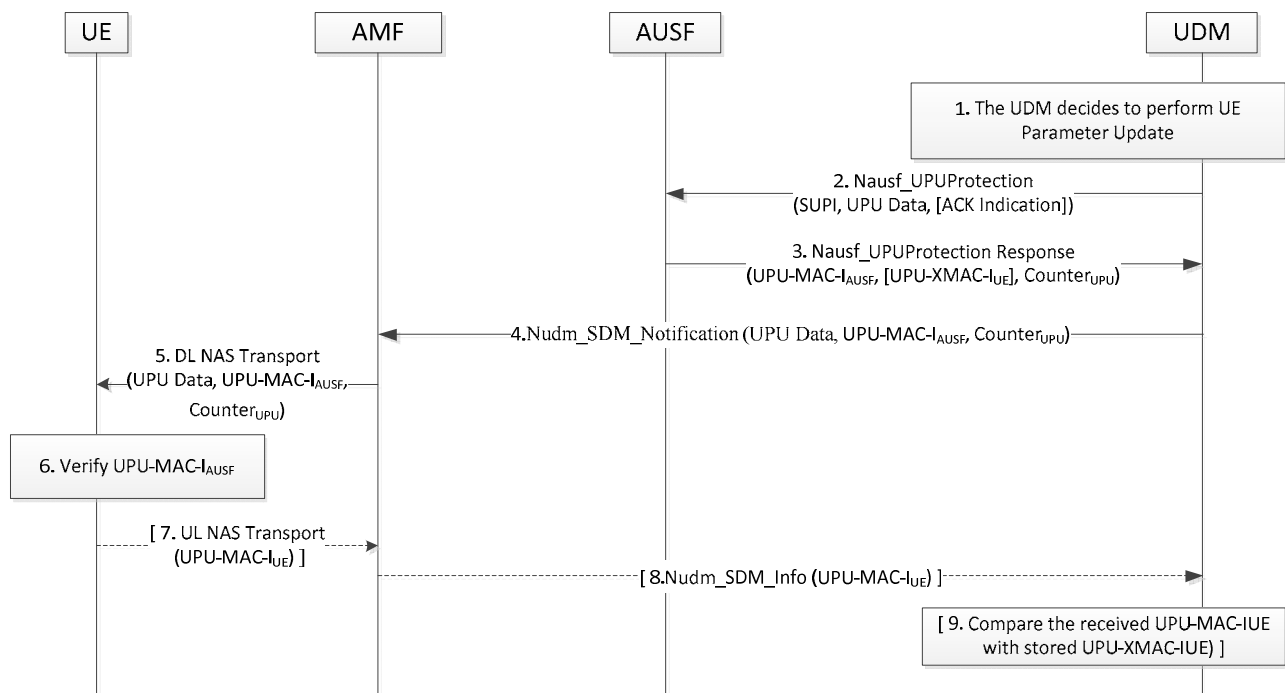 UE
AMF
AUSF
UDM
1. The UDM decides to perform UE
Parameter Update
2. Nausf_UPUProtection
(SUPI, UPU Data, [ACK Indication])
3. Nausf_UPUProtection Response
(UPU-MAC-IAUSF, [UPU-XMAC-IUE], CounterUPU)
4.Nudm_SDM_Notification (UPU Data, UPU-MAC-IAUSF, CounterUPU)
5. DL NAS Transport
(UPU Data, UPU-MAC-IAUSF,
CounterUPU)
6. Verify UPU-MAC-IAUSF
[ 7. UL NAS Transport
(UPU-MAC-IUE) ]
[ 8.Nudm_SDM_Info (UPU-MAC-IUE) ]
[ 9. Compare the received UPU-MAC-IUE
with stored UPU-XMAC-IUE) ]